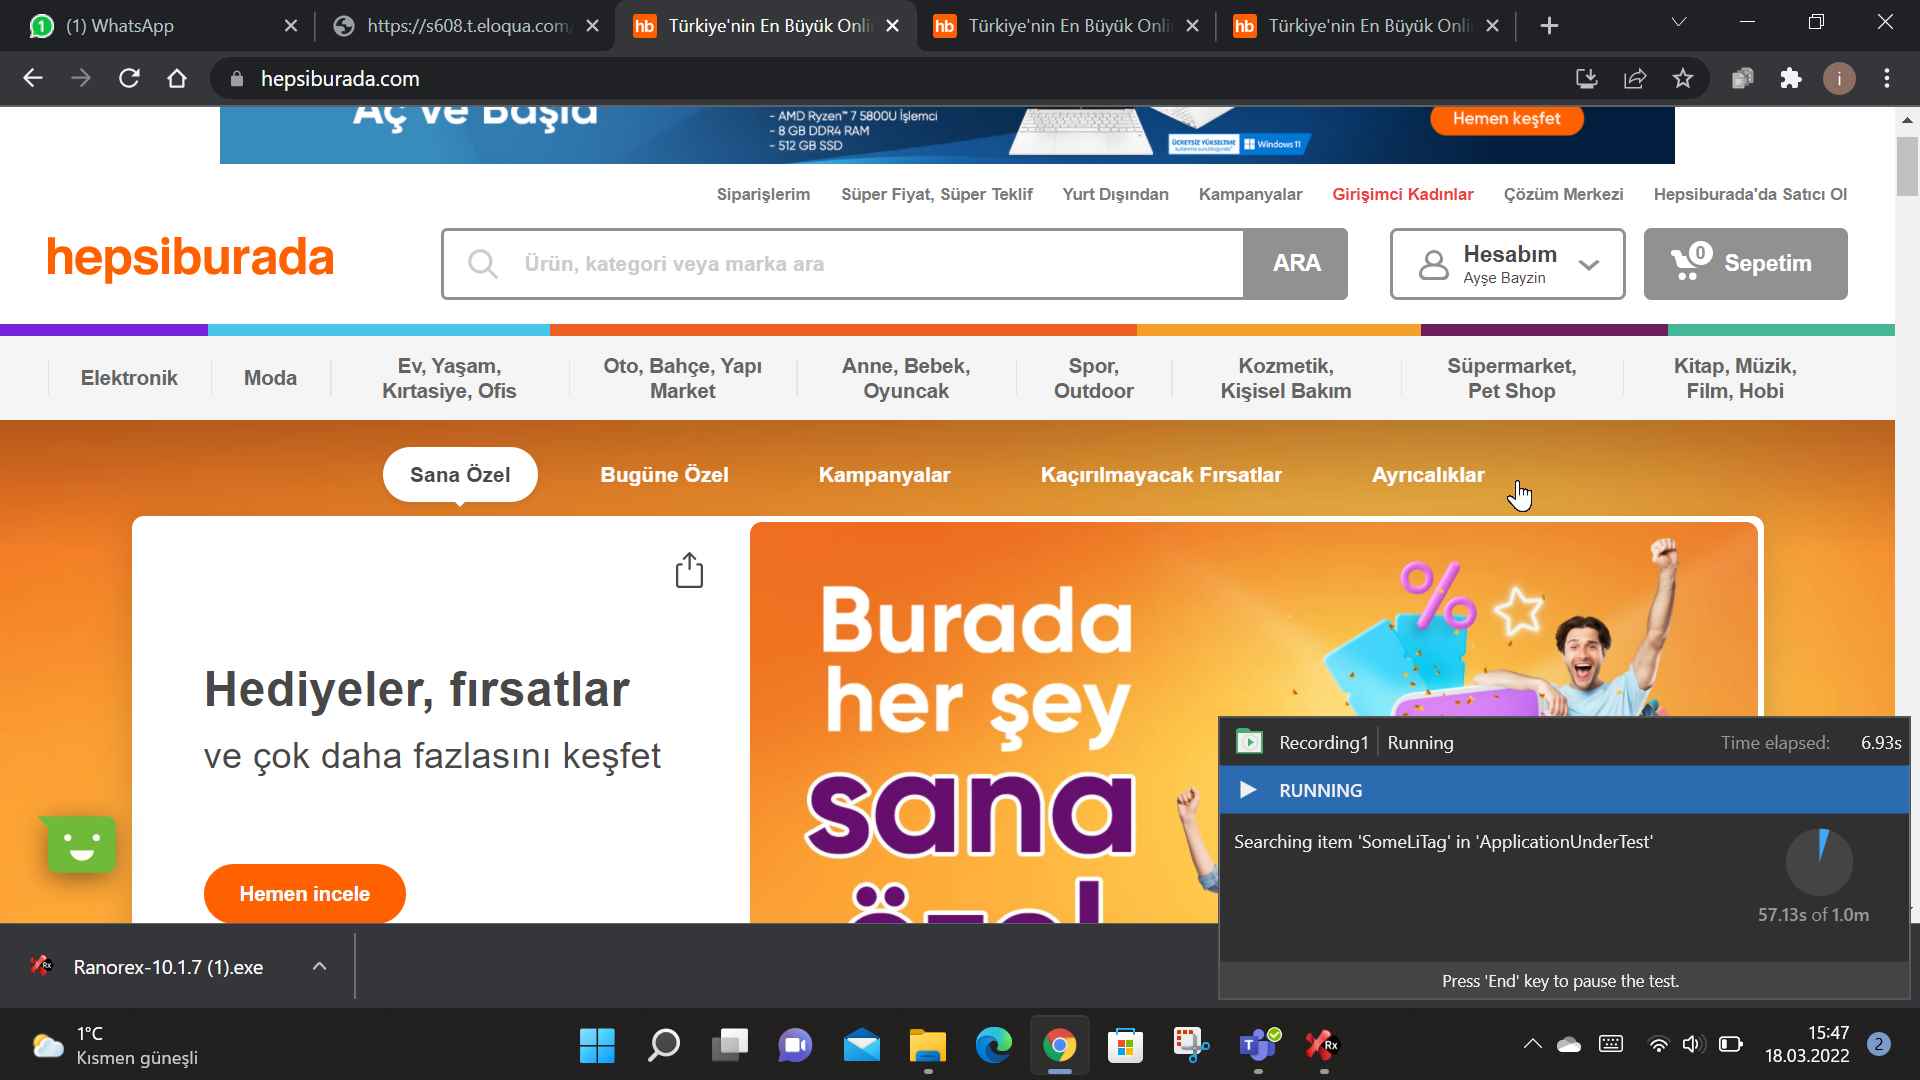 (1) WhatsApp
https://s608.t.eloqua.com/
Türkiye'nin En Büyük Onli
Türkiye'nin En Büyük Onli
Türkiye'nin En Büyük Onli
hepsiburada.com
Aç ve Başla
- AMD Ryzen™ 7 5800U İşlemci
- 8 GB DDR4 RAM
- 512 GB SSD
Windows 11
Hemen keşfet
Siparişlerim
Süper Fiyat, Süper Teklif
Yurt Dışından
Kampanyalar
Girişimci Kadınlar
Çözüm Merkezi
Hepsiburada'da Satıcı Ol
hepsiburada
Ürün, kategori veya marka ara
ARA
Hesabım
Ayşe Bayzin
0
Sepetim
Elektronik
Moda
Ev, Yaşam,
Kırtasiye, Ofis
Oto, Bahçe, Yapı
Market
Anne, Bebek,
Oyuncak
Spor,
Outdoor
Kozmetik,
Kişisel Bakım
Süpermarket,
Pet Shop
Kitap, Müzik,
Film, Hobi
Sana Özel
Bugüne Özel
Kampanyalar
Kaçırılmayacak Fırsatlar
Ayrıcalıklar
Hediyeler, fırsatlar
ve çok daha fazlasını keşfet
Hemen incele
Burada
her şey
sana
özel
%
Recording1
Running
Time elapsed:
6.93s
RUNNING
Searching item 'SomeLiTag' in 'ApplicationUnderTest'
57.13s of 1.0m
Press 'End' key to pause the test.
Ranorex-10.1.7 (1).exe
1°C
Kısmen güneşli
15:47
18.03.2022
2